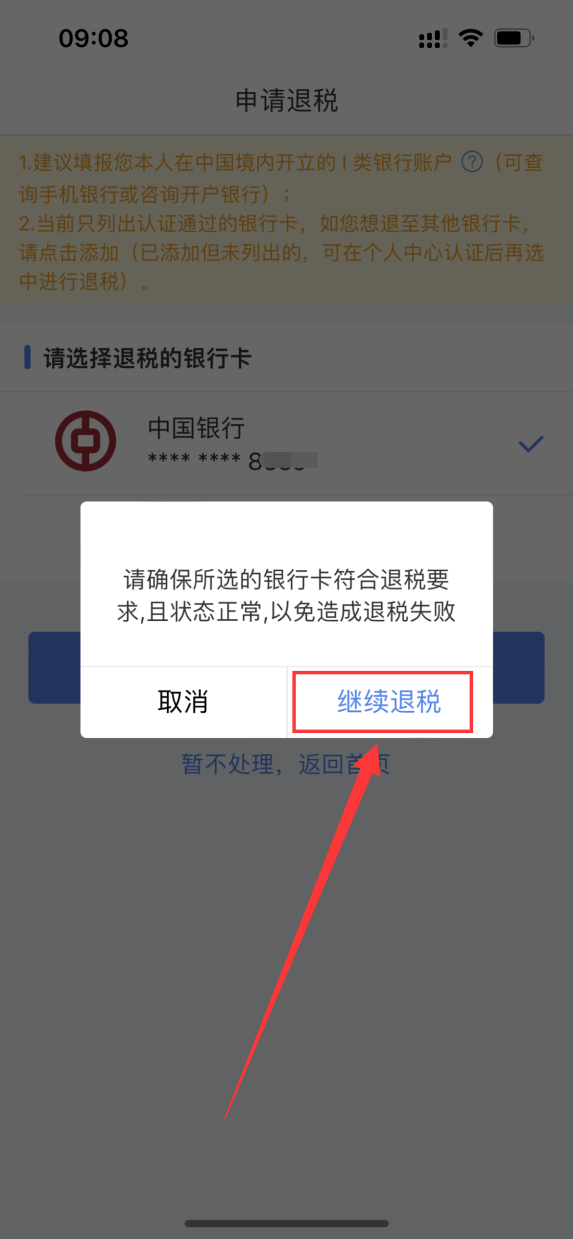 09:08
申请退税
1.建议填报您本人在中国境内开立的 I 类银行账户 ?（可查
询手机银行或咨询开户银行）；
2.当前只列出认证通过的银行卡，如您想退至其他银行卡，
请点击添加（已添加但未列出的，可在个人中心认证后再选
中进行退税）。
请选择退税的银行卡
中国银行
**** **** 8
请确保所选的银行卡符合退税要
求,且状态正常,以免造成退税失败
取消 继续退税
暂不处理，返回首页